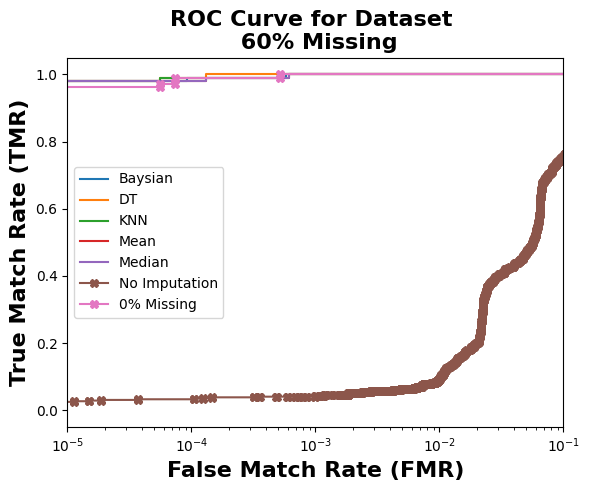 ROC Curve for Dataset
60% Missing
True Match Rate (TMR)
1.0
0.8
0.6
0.4
0.2
0.0
Baysian
DT
KNN
Mean
Median
No Imputation
0% Missing
10⁻⁵
10⁻⁴
10⁻³
10⁻²
10⁻¹
False Match Rate (FMR)